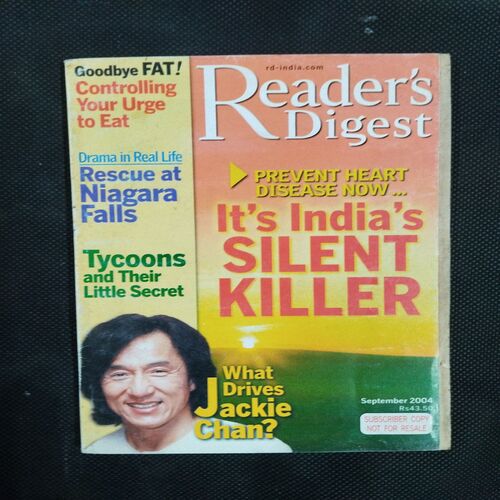 Goodbye FAT!
Controlling
Your Urge
to Eat
Drama in Real Life
Rescue at
Niagara
Falls
Tycoons
and Their
Little Secret
rd-india.com
Reader's
Digest
PREVENT HEART
DISEASE NOW ...
It's India's
SILENT
KILLER
What
Drives
Jackie
Chan?
September 2004
Rs43.50
SUBSCRIBER COPY
NOT FOR RESALE